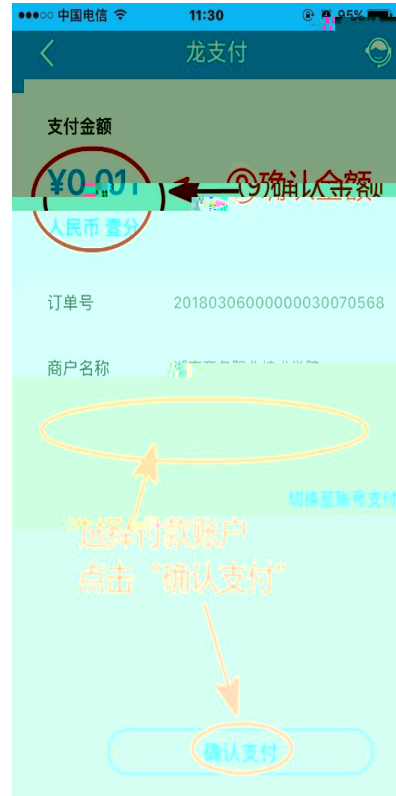 中国电信 11:30 95%
龙支付
支付金额
¥0.01 ⑨确认金额
人民币 壹分
订单号 20180306000000030070568
商户名称
切换至账号支付
选择付款账户
点击“确认支付”
确认支付